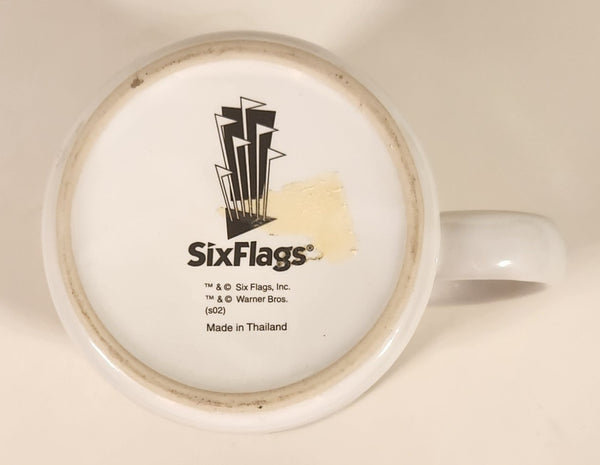 SixFlags®
™ & © Six Flags, Inc.
™ & © Warner Bros.
(s02)
Made in Thailand